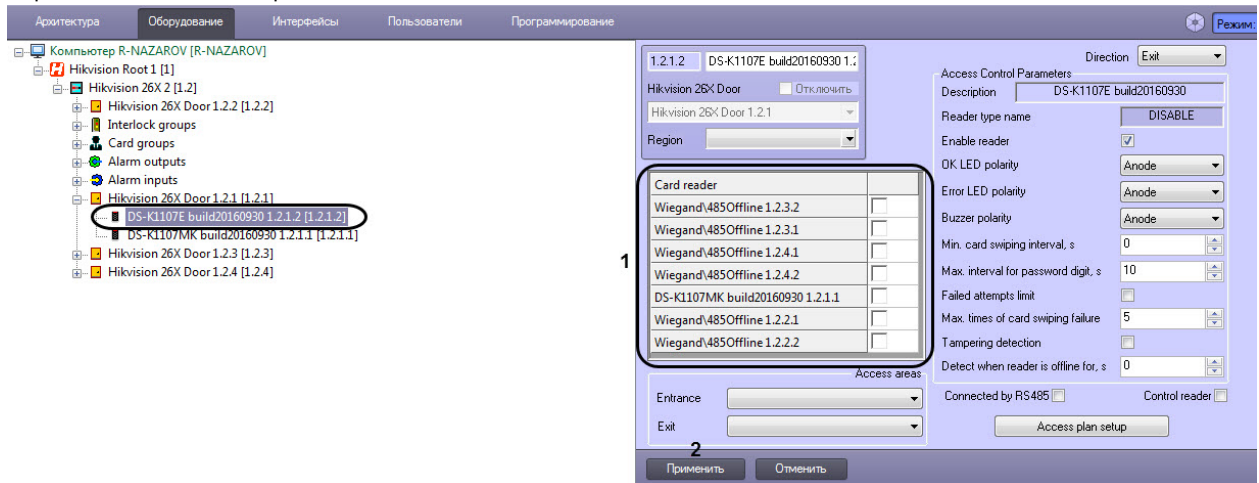 Архитектура Оборудование Интерфейсы Пользователи Программирование Режим:
Компьютер R-NAZAROV [R-NAZAROV]
Hikvision Root 1 [1]
Hikvision 26X 2 [1.2]
Hikvision 26X Door 1.2.2 [1.2.2]
Interlock groups
Card groups
Alarm outputs
Alarm inputs
Hikvision 26X Door 1.2.1 [1.2.1]
DS-K1107E build20160930 1.2.1.2 [1.2.1.2]
DS-K1107MK build20160930 1.2.1.1 [1.2.1.1]
Hikvision 26X Door 1.2.3 [1.2.3]
Hikvision 26X Door 1.2.4 [1.2.4]
1.2.1.2 DS-K1107E build20160930 1.2
Hikvision 26X Door Отключить
Hikvision 26X Door 1.2.1
Region
1
Card reader
Wiegand\485Offline 1.2.3.2
Wiegand\485Offline 1.2.3.1
Wiegand\485Offline 1.2.4.1
Wiegand\485Offline 1.2.4.2
DS-K1107MK build20160930 1.2.1.1
Wiegand\485Offline 1.2.2.1
Wiegand\485Offline 1.2.2.2
Access areas
Entrance
Exit
2
Применить Отменить
Direction Exit
Access Control Parameters
Description DS-K1107E build20160930
Reader type name DISABLE
Enable reader
OK LED polarity Anode
Error LED polarity Anode
Buzzer polarity Anode
Min. card swiping interval, s 0
Max. interval for password digit, s 10
Failed attempts limit
Max. times of card swiping failure 5
Tampering detection
Detect when reader is offline for, s 0
Connected by RS485 Control reader
Access plan setup